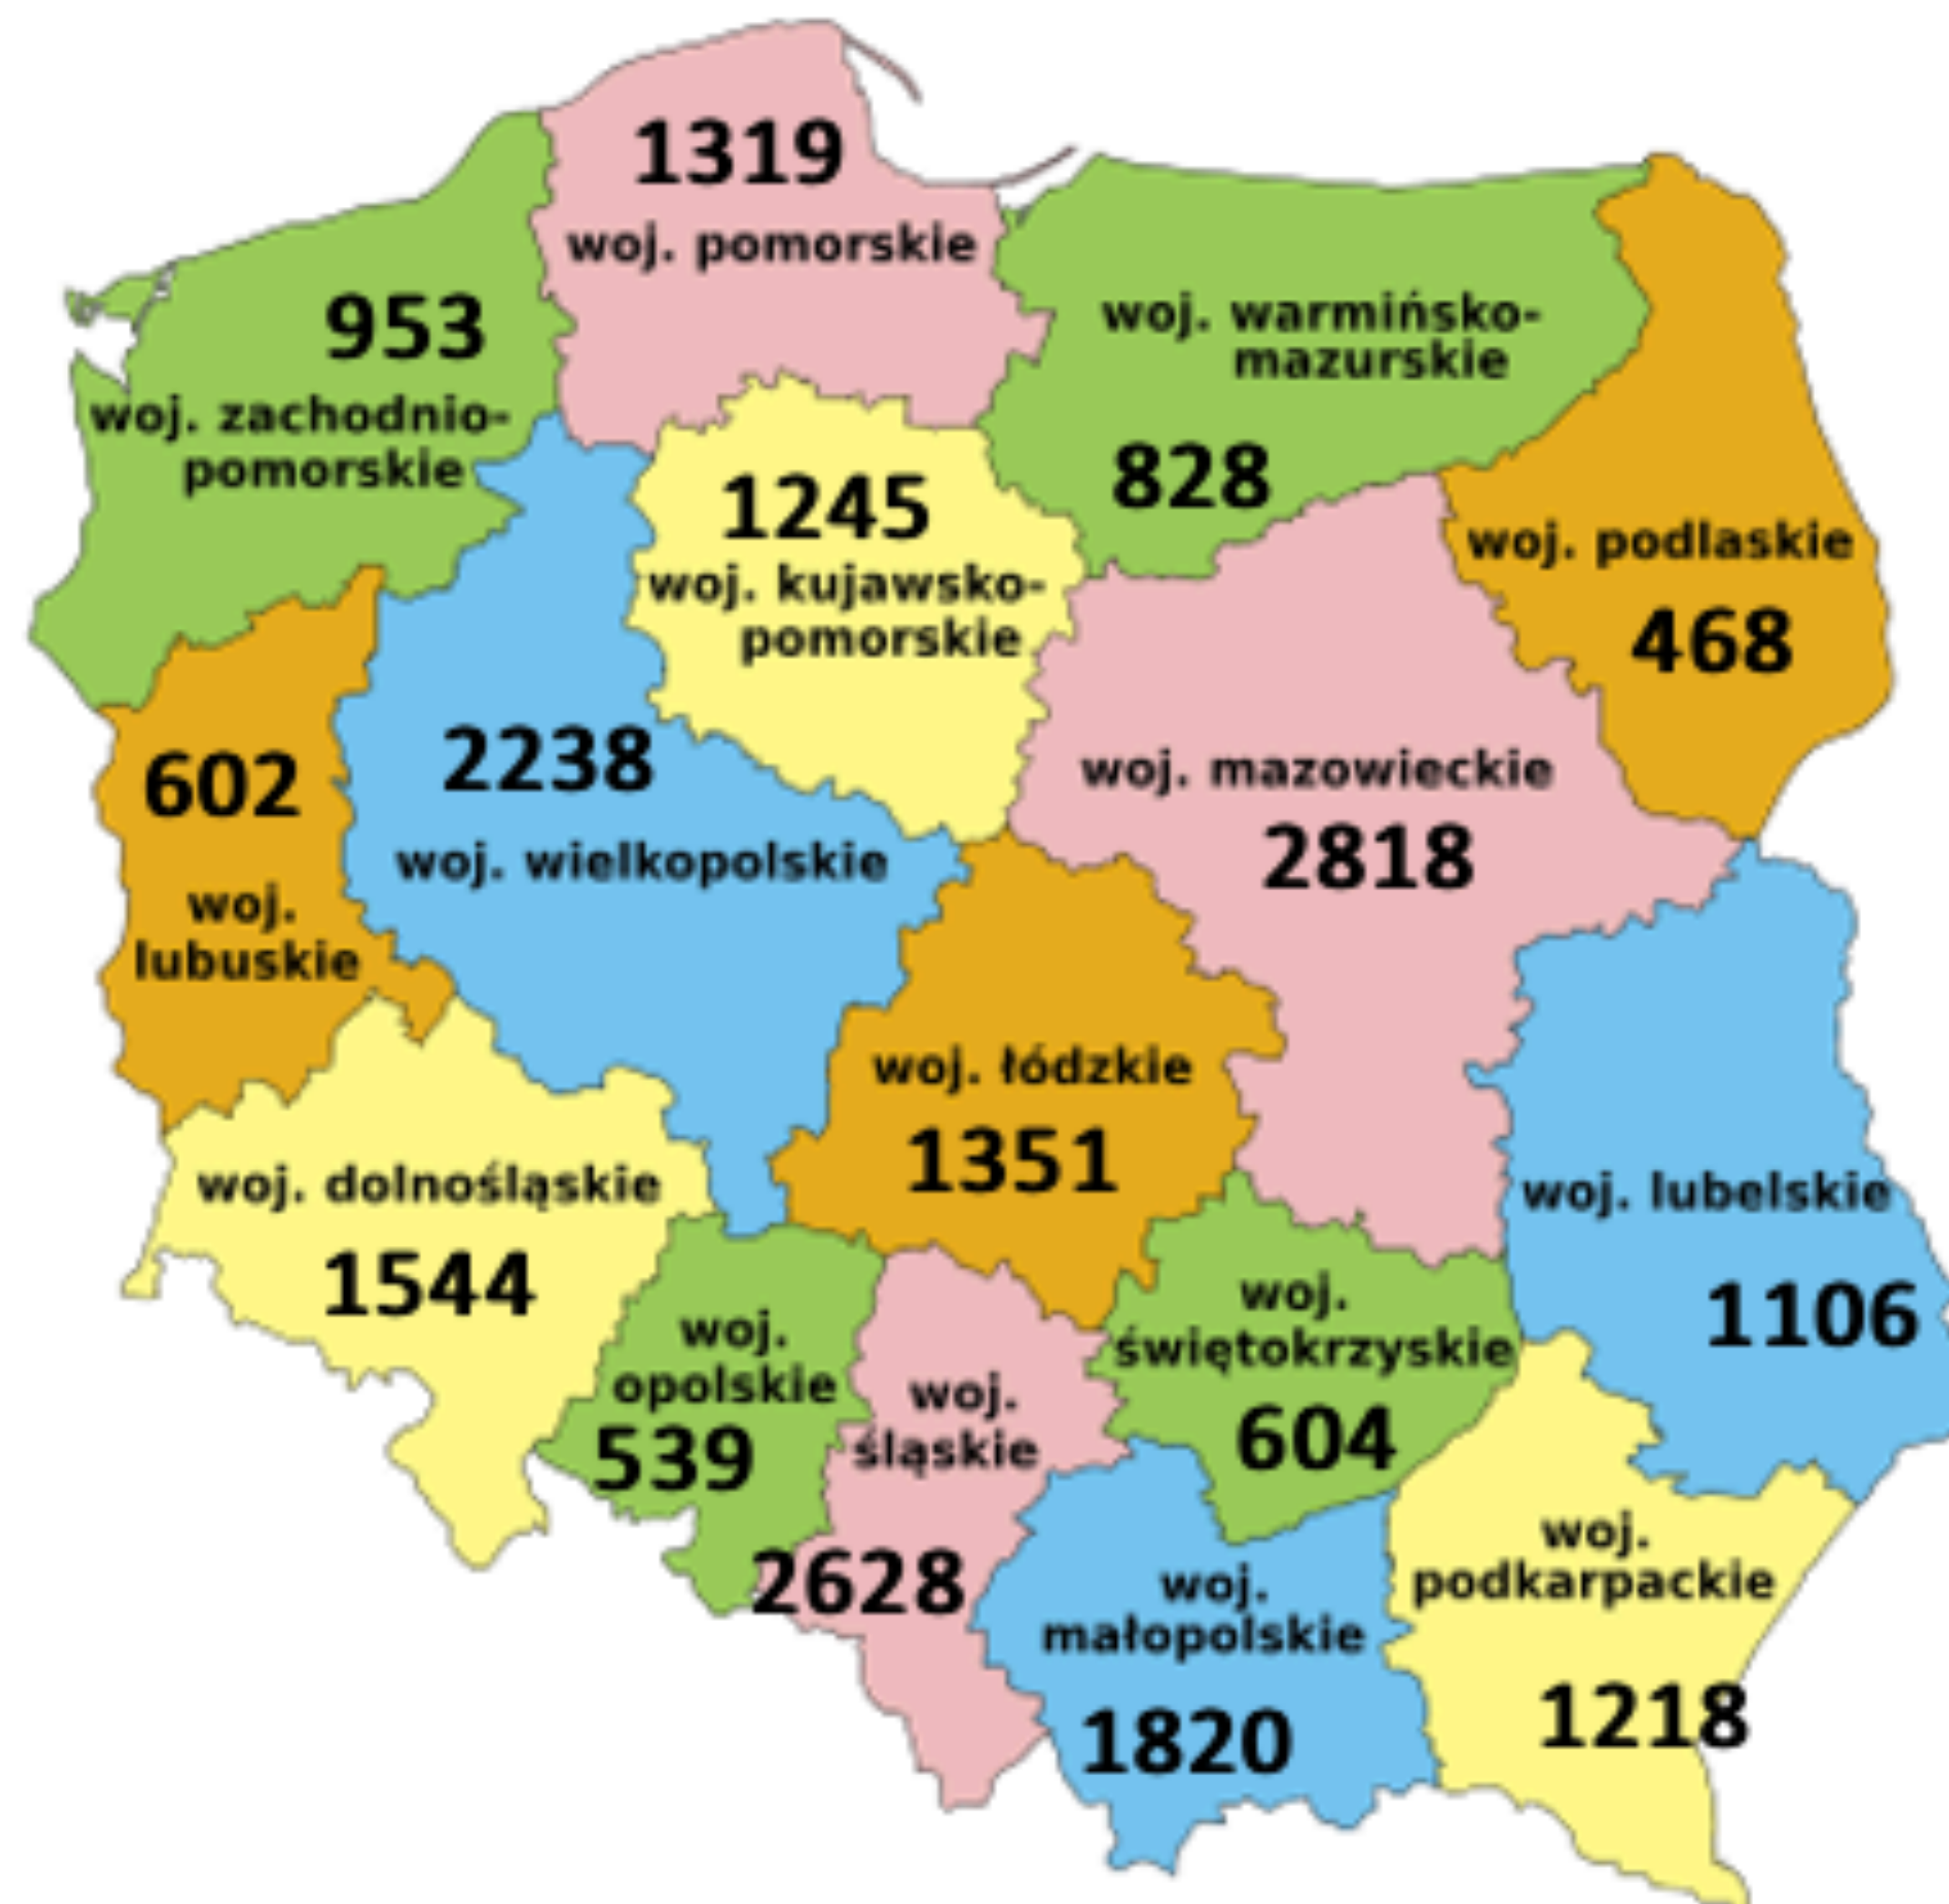 1319
woj. pomorskie
953
woj. zachodnio-
pomorskie
woj. warmińsko-
mazurskie
828
1245
woj. kujawsko-
pomorskie
woj. podlaskie
468
602
woj.
lubuskie
2238
woj. wielkopolskie
woj. mazowieckie
2818
woj. łódzkie
1351
woj. dolnośląskie
1544
woj. lubelskie
1106
woj.
opolskie
539
woj.
śląskie
2628
woj.
świętokrzyskie
604
woj.
małopolskie
1820
woj.
podkarpackie
1218